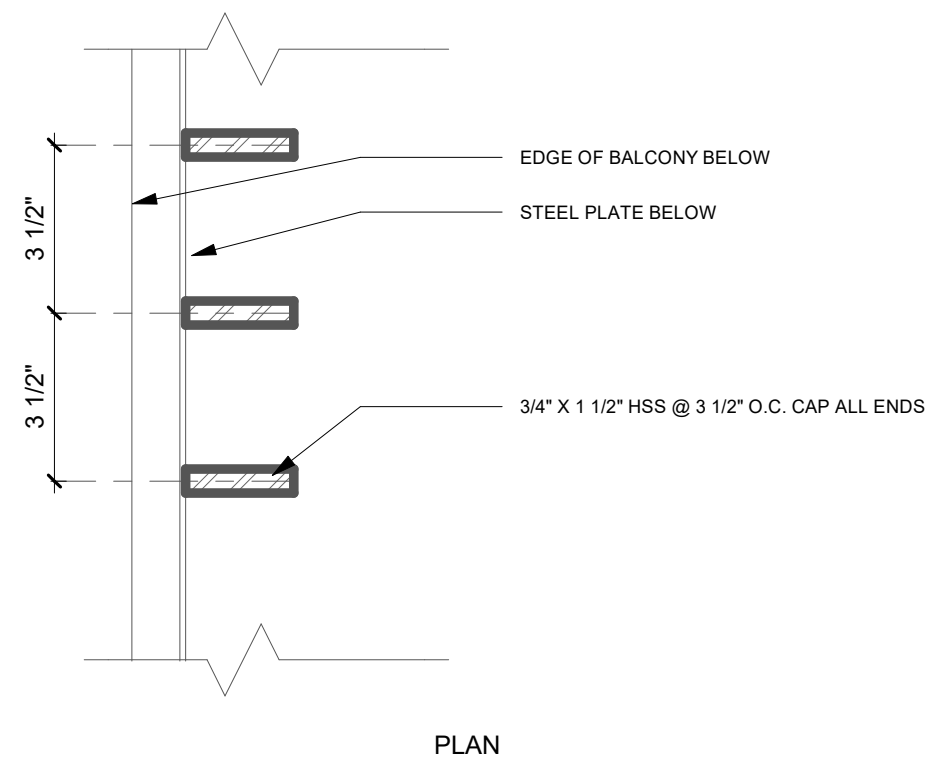 EDGE OF BALCONY BELOW
STEEL PLATE BELOW
3 1/2"
3 1/2"
3/4" X 1 1/2" HSS @ 3 1/2" O.C. CAP ALL ENDS
PLAN